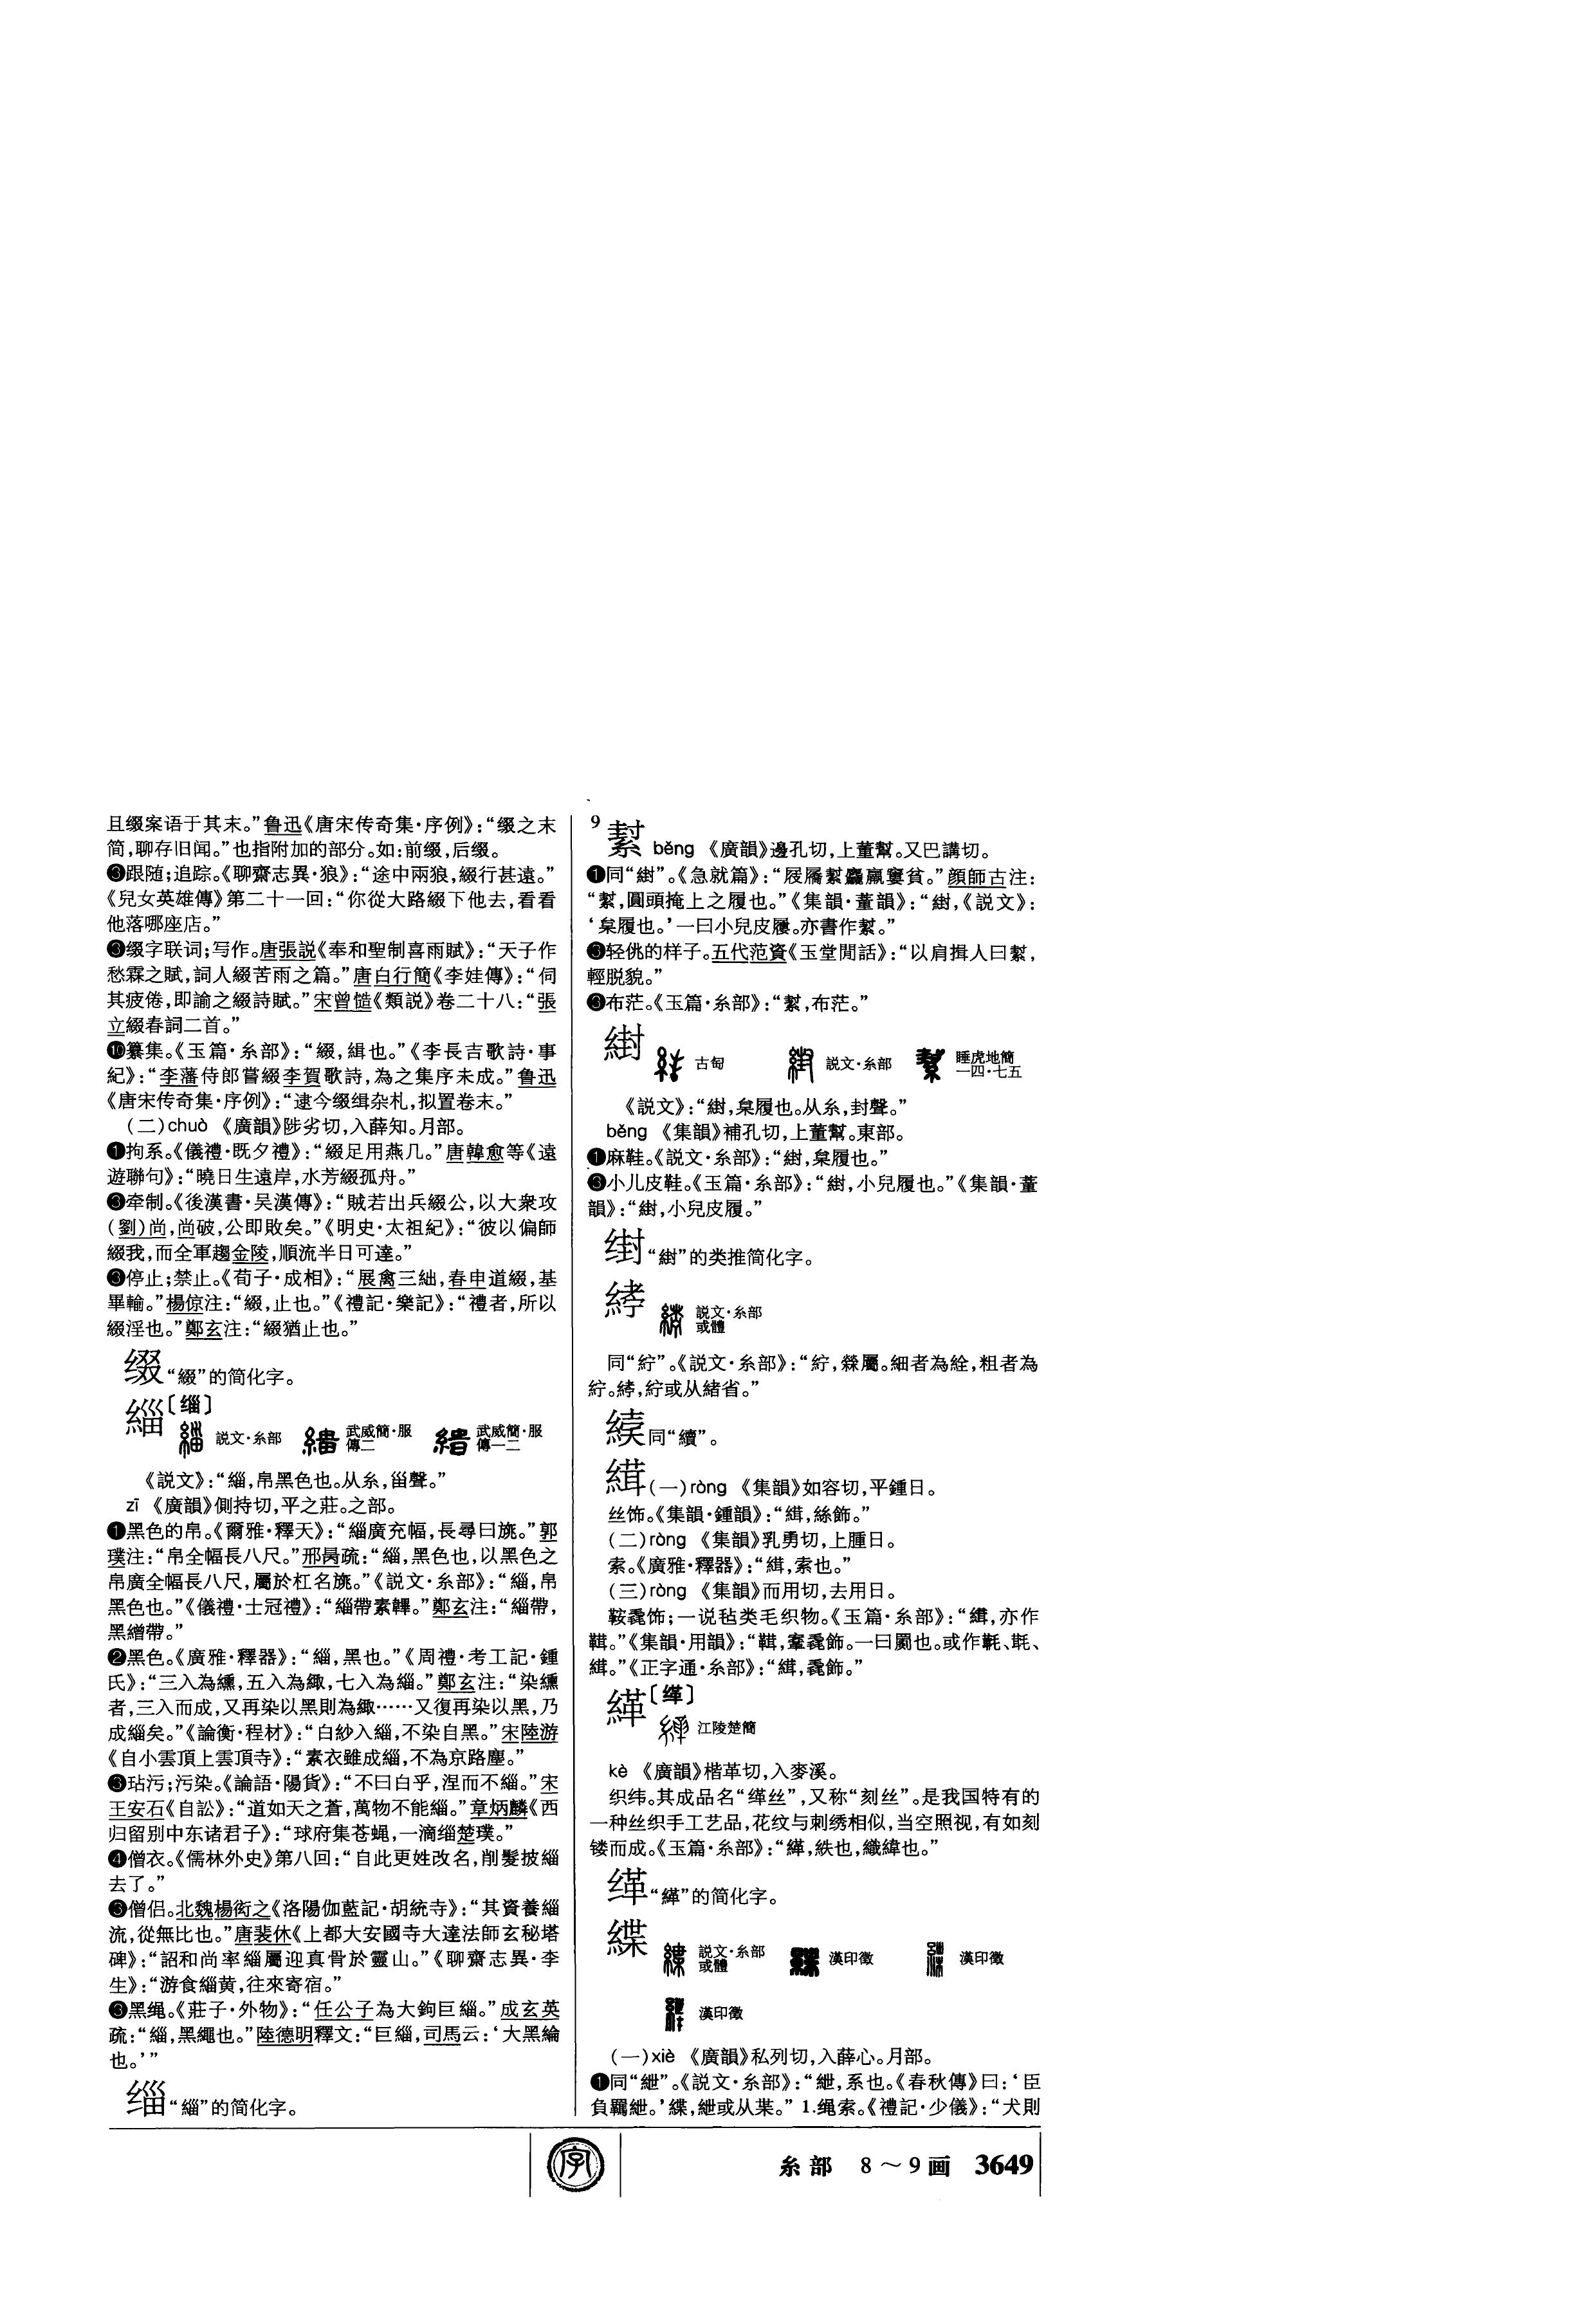 且缀案语于其末。”鲁迅《唐宋传奇集·序例》：“缀之末
简，聊存旧闻。”也指附加的部分。如：前缀，后缀。
❸跟随；追踪。《聊齋志異·狼》：“途中兩狼，綴行甚遠。”
《兒女英雄傳》第二十一回：“你從大路綴下他去，看看
他落哪座店。”
❸缀字联词；写作。唐張説《奉和聖制喜雨賦》：“天子作
愁霖之賦，詞人綴苦雨之篇。”唐白行簡《李娃傳》：“伺
其疲倦，即諭之綴詩賦。”宋曾慥《類説》卷二十八：“張
立綴春詞二首。”
❿纂集。《玉篇·糸部》：“綴，緝也。”《李長吉歌詩·事
紀》：“李藩侍郎嘗綴李賀歌詩，為之集序未成。”鲁迅
《唐宋传奇集·序例》：“逮今缀缉杂札，拟置卷末。”
（二）chuò 《廣韻》陟劣切，入薛知。月部。
❶拘系。《儀禮·既夕禮》：“綴足用燕几。”唐韓愈等《遠
遊聯句》：“曉日生遠岸，水芳綴孤舟。”
❸牵制。《後漢書·吴漢傳》：“賊若出兵綴公，以大衆攻
（劉）尚，尚破，公即敗矣。”《明史·太祖紀》：“彼以偏師
綴我，而全軍趨金陵，順流半日可達。”
❸停止；禁止。《荀子·成相》：“展禽三絀，春申道綴，基
畢輸。”楊倞注：“綴，止也。”《禮記·樂記》：“禮者，所以
綴淫也。”鄭玄注：“綴猶止也。”
缀“綴”的简化字。
緇〔缁〕
説文·糸部 武威簡·服傳二 武威簡·服傳一二
《説文》：“緇，帛黑色也。从糸，甾聲。”
zī 《廣韻》側持切，平之莊。之部。
❶黑色的帛。《爾雅·釋天》：“緇廣充幅，長尋曰旐。”郭
璞注：“帛全幅長八尺。”邢昺疏：“緇，黑色也，以黑色之
帛廣全幅長八尺，屬於杠名旐。”《説文·糸部》：“緇，帛
黑色也。”《儀禮·士冠禮》：“緇帶素韠。”鄭玄注：“緇帶，
黑繒帶。”
❷黑色。《廣雅·釋器》：“緇，黑也。”《周禮·考工記·鍾
氏》：“三入為纁，五入為緅，七入為緇。”鄭玄注：“染纁
者，三入而成，又再染以黑則為緅……又復再染以黑，乃
成緇矣。”《論衡·程材》：“白紗入緇，不染自黑。”宋陸游
《自小雲頂上雲頂寺》：“素衣雖成緇，不為京路塵。”
❸玷污；污染。《論語·陽貨》：“不曰白乎，涅而不緇。”宋
王安石《自訟》：“道如天之蒼，萬物不能緇。”章炳麟《西
归留别中东诸君子》：“球府集苍蝇，一滴缁楚璞。”
❹僧衣。《儒林外史》第八回：“自此更姓改名，削髮披緇
去了。”
❸僧侣。北魏楊衒之《洛陽伽藍記·胡統寺》：“其資養緇
流，從無比也。”唐裴休《上都大安國寺大達法師玄秘塔
碑》：“詔和尚率緇屬迎真骨於靈山。”《聊齋志異·李
生》：“游食緇黄，往來寄宿。”
❸黑绳。《莊子·外物》：“任公子為大鉤巨緇。”成玄英
疏：“緇，黑繩也。”陸德明釋文：“巨緇，司馬云：‘大黑綸
也。’”
缁“緇”的简化字。
9
䋽 běng 《廣韻》邊孔切，上董幫。又巴講切。
❶同“緔”。《急就篇》：“窶貧。”顔師古注：
“圓頭掩上之履也。”《集韻·董韻》：“《説文》：
‘枲履也。’一曰小兒皮屨。亦書作。”
❸轻佻的样子。五代范資《玉堂閒話》：“以肩揖人曰，
輕脱貌。”
❸布茫。《玉篇·糸部》：“布茫。”
古匋 説文·糸部 睡虎地簡一四·七五
《説文》：“枲履也。从糸，封聲。”
běng 《集韻》補孔切，上董幫。東部。
❶麻鞋。《説文·糸部》：“枲履也。”
❸小儿皮鞋。《玉篇·糸部》：“小兒履也。”《集韻·董
韻》：“小兒皮履。”
的类推简化字。
説文·糸部或體
同“紵”。《説文·糸部》：“紵，檾屬。細者為絟，粗者為
紵。紵或从緒省。”
同“續”。
緝（一）ròng 《集韻》如容切，平鍾日。
丝饰。《集韻·鍾韻》：“絲飾。”
（二）ròng 《集韻》乳勇切，上腫日。
索。《廣雅·釋器》：“索也。”
（三）ròng 《集韻》而用切，去用日。
鞍毳饰；一说毡类毛织物。《玉篇·糸部》：“亦作
。”《集韻·用韻》：“毳飾。一曰罽也。或作
。”《正字通·糸部》：“毳飾。”
緙〔缂〕
江陵楚簡
kè 《廣韻》楷革切，入麥溪。
织纬。其成品名“缂丝”，又称“刻丝”。是我国特有的
一种丝织手工艺品，花纹与刺绣相似，当空照视，有如刻
镂而成。《玉篇·糸部》：“緙，紩也，織緯也。”
缂“緙”的简化字。
緤
説文·糸部或體 漢印徵 漢印徵
漢印徵
（一）xiè 《廣韻》私列切，入薛心。月部。
❶同“紲”。《説文·糸部》：“紲，系也。《春秋傳》曰：‘臣
負羈紲。’緤，紲或从枼。” 1.绳索。《禮記·少儀》：“犬則
字
糸部 8～9画 3649